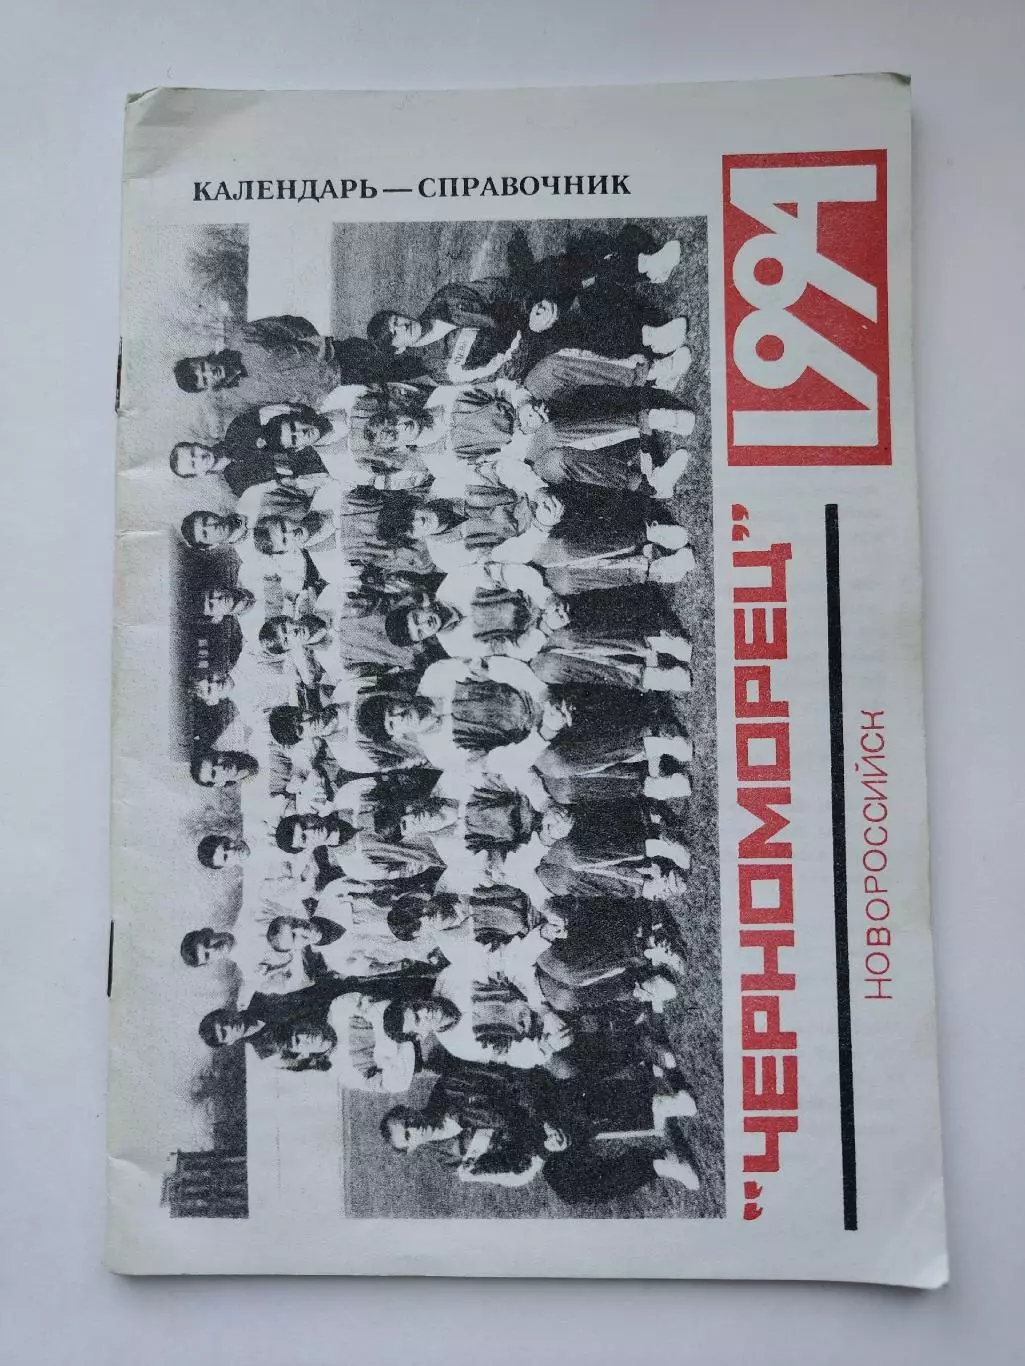 КАЛЕНДАРЬ — СПРАВОЧНИК
1994
"ЧЕРНОМОРЕЦ"
НОВОРОССИЙСК